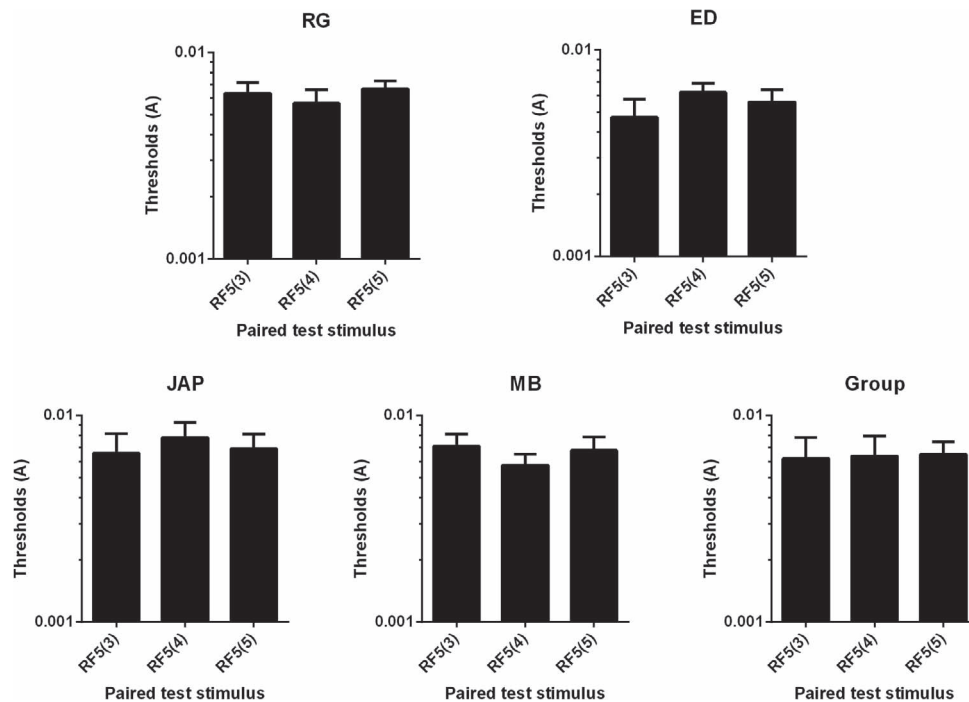 RG
Thresholds (A)
0.01
0.001
RF5(3)
RF5(4)
RF5(5)
Paired test stimulus
ED
Thresholds (A)
0.01
0.001
RF5(3)
RF5(4)
RF5(5)
Paired test stimulus
JAP
Thresholds (A)
0.01
0.001
RF5(3)
RF5(4)
RF5(5)
Paired test stimulus
MB
Thresholds (A)
0.01
0.001
RF5(3)
RF5(4)
RF5(5)
Paired test stimulus
Group
Thresholds (A)
0.01
0.001
RF5(3)
RF5(4)
RF5(5)
Paired test stimulus